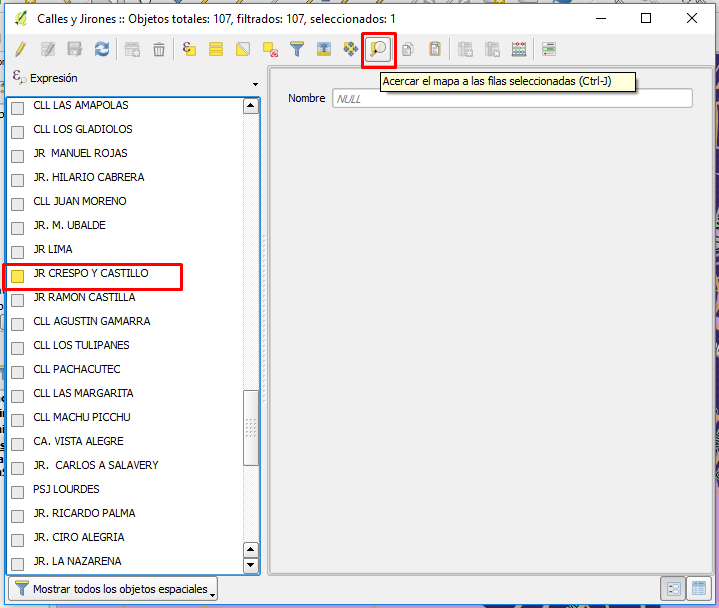 Calles y Jirones :: Objetos totales: 107, filtrados: 107, seleccionados: 1
Expresión
Acercar el mapa a las filas seleccionadas (Ctrl-J)
Nombre NULL
CLL LAS AMAPOLAS
CLL LOS GLADIOLOS
JR  MANUEL ROJAS
JR. HILARIO CABRERA
CLL JUAN MORENO
JR. M. UBALDE
JR LIMA
JR CRESPO Y CASTILLO
JR RAMON CASTILLA
CLL AGUSTIN GAMARRA
CLL LOS TULIPANES
CLL PACHACUTEC
CLL LAS MARGARITA
CLL MACHU PICCHU
CA. VISTA ALEGRE
JR.  CARLOS A SALAVERY
PSJ LOURDES
JR. RICARDO PALMA
JR. CIRO ALEGRIA
JR. LA NAZARENA
Mostrar todos los objetos espaciales